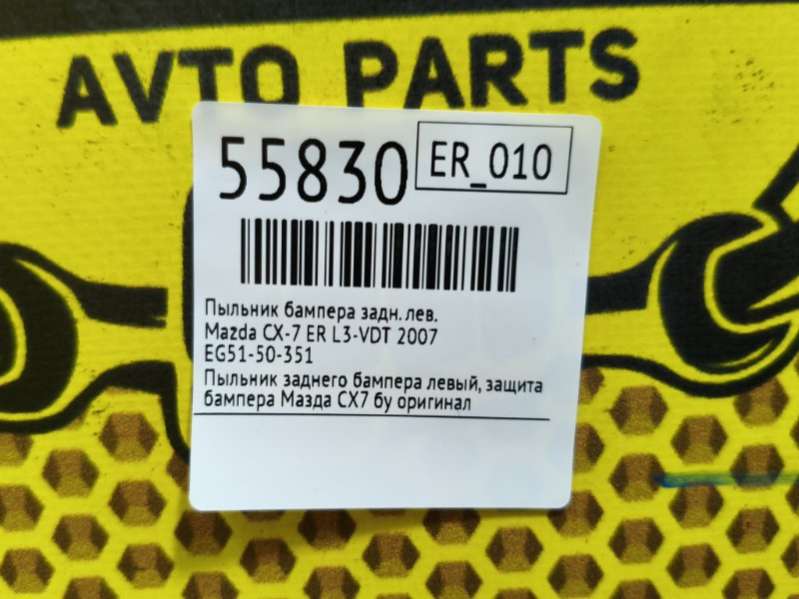 AVTO PARTS
55830
ER_010
Пыльник бампера задн. лев.
Mazda CX-7 ER L3-VDT 2007
EG51-50-351
Пыльник заднего бампера левый, защита
бампера Мазда СХ7 бу оригинал